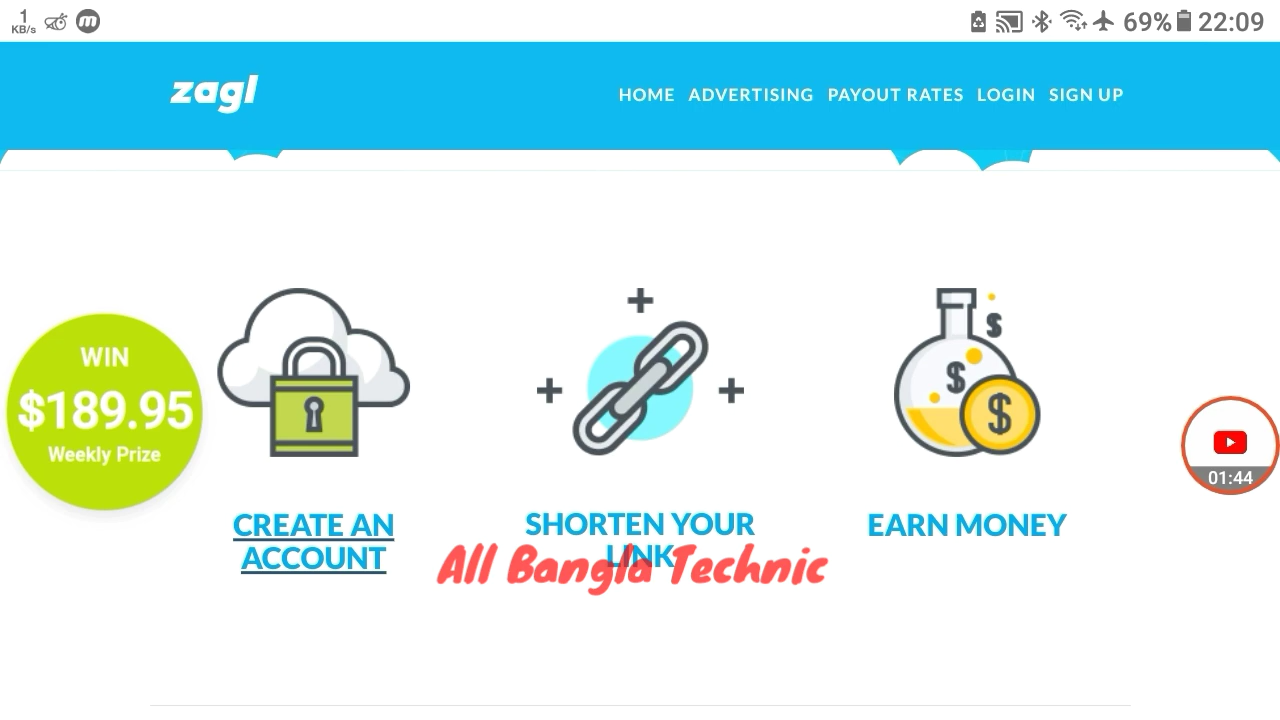 1
KB/s
m
69%
22:09
zagl
HOME ADVERTISING PAYOUT RATES LOGIN SIGN UP
WIN
$189.95
Weekly Prize
$
$
$
01:44
CREATE AN
ACCOUNT
SHORTEN YOUR
LINK
EARN MONEY
All Bangla Technic